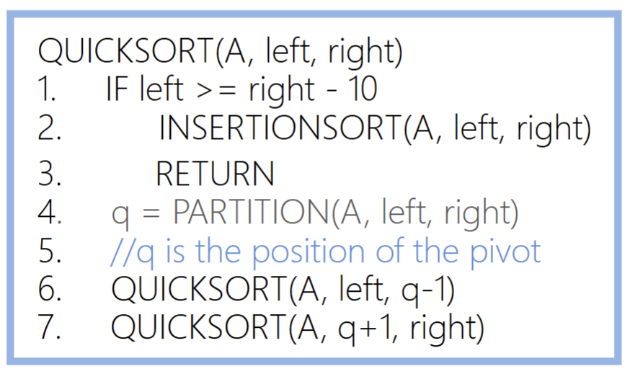 QUICKSORT(A, left, right)
1. IF left >= right - 10
2. INSERTIONSORT(A, left, right)
3. RETURN
4. q = PARTITION(A, left, right)
5. //q is the position of the pivot
6. QUICKSORT(A, left, q-1)
7. QUICKSORT(A, q+1, right)